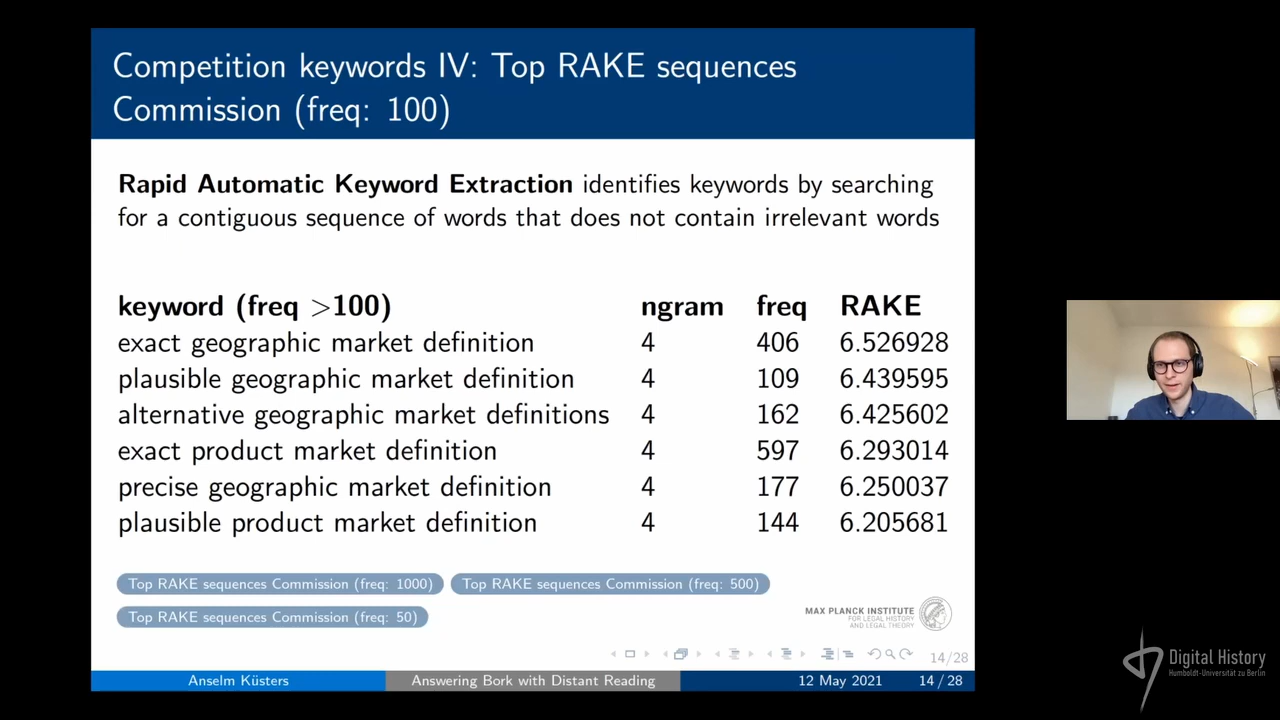 Competition keywords IV: Top RAKE sequences
Commission (freq: 100)
Rapid Automatic Keyword Extraction identifies keywords by searching
for a contiguous sequence of words that does not contain irrelevant words
keyword (freq >100) ngram freq RAKE
exact geographic market definition 4 406 6.526928
plausible geographic market definition 4 109 6.439595
alternative geographic market definitions 4 162 6.425602
exact product market definition 4 597 6.293014
precise geographic market definition 4 177 6.250037
plausible product market definition 4 144 6.205681
Top RAKE sequences Commission (freq: 1000) Top RAKE sequences Commission (freq: 500)
Top RAKE sequences Commission (freq: 50)
MAX PLANCK INSTITUTE
FOR LEGAL HISTORY
AND LEGAL THEORY
14/28
Anselm Küsters Answering Bork with Distant Reading 12 May 2021 14 / 28
Digital History
Humboldt-Universität zu Berlin